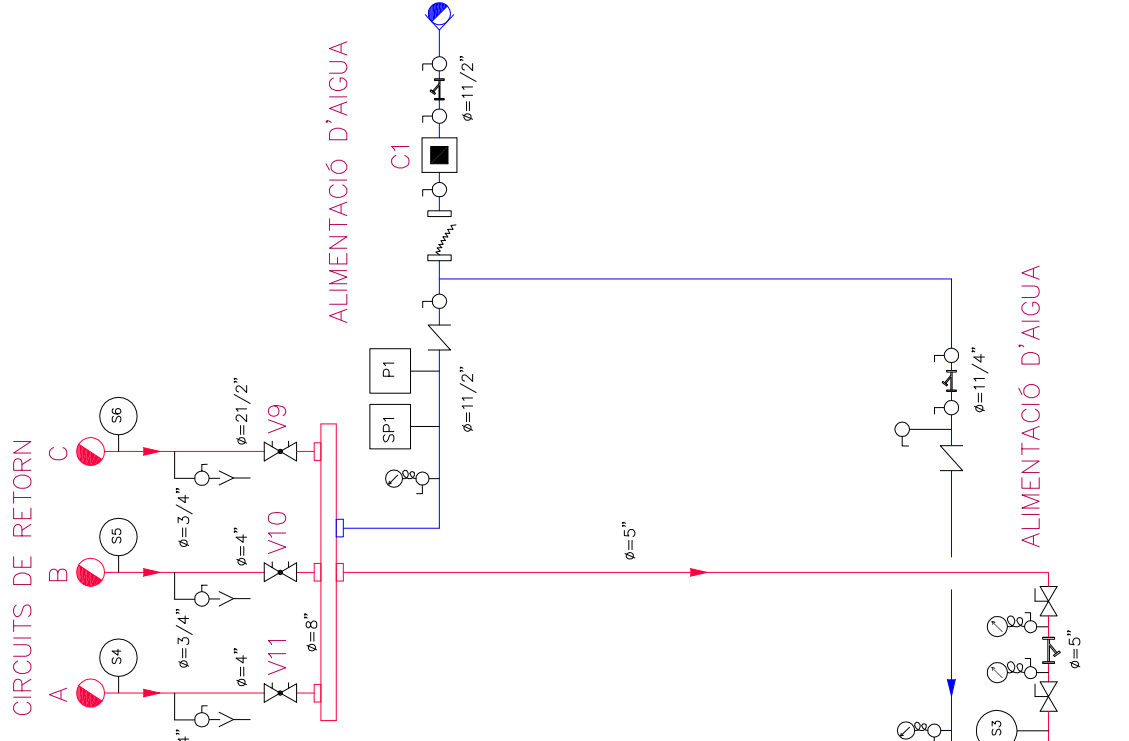 CIRCUITS DE RETORN
A
B
C
S4
S5
S6
4"
ø=3/4"
ø=3/4"
ø=4"
ø=4"
ø=21/2"
V11
V10
V9
ø=8"
ALIMENTACIÓ D'AIGUA
SP1
P1
C1
ø=11/2"
ø=11/2"
ø=5"
ø=11/4"
ALIMENTACIÓ D'AIGUA
S3
ø=5"